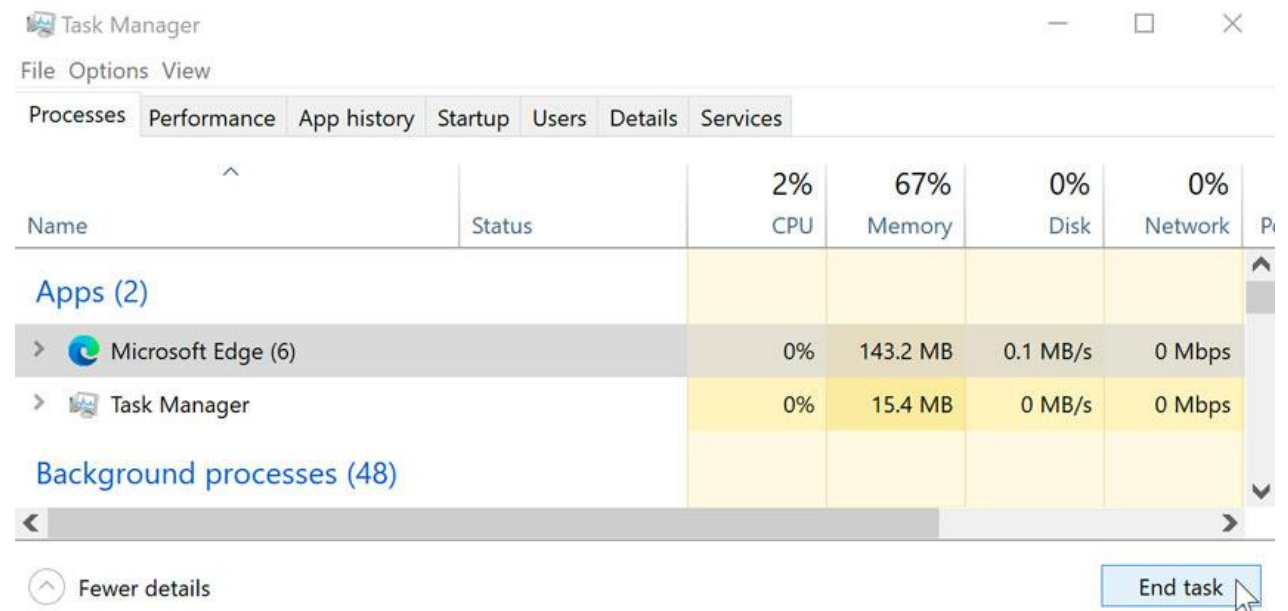 Task Manager
File Options View
Processes Performance App history Startup Users Details Services
2% 67% 0% 0%
Name Status CPU Memory Disk Network
Apps (2)
Microsoft Edge (6) 0% 143.2 MB 0.1 MB/s 0 Mbps
Task Manager 0% 15.4 MB 0 MB/s 0 Mbps
Background processes (48)
Fewer details End task